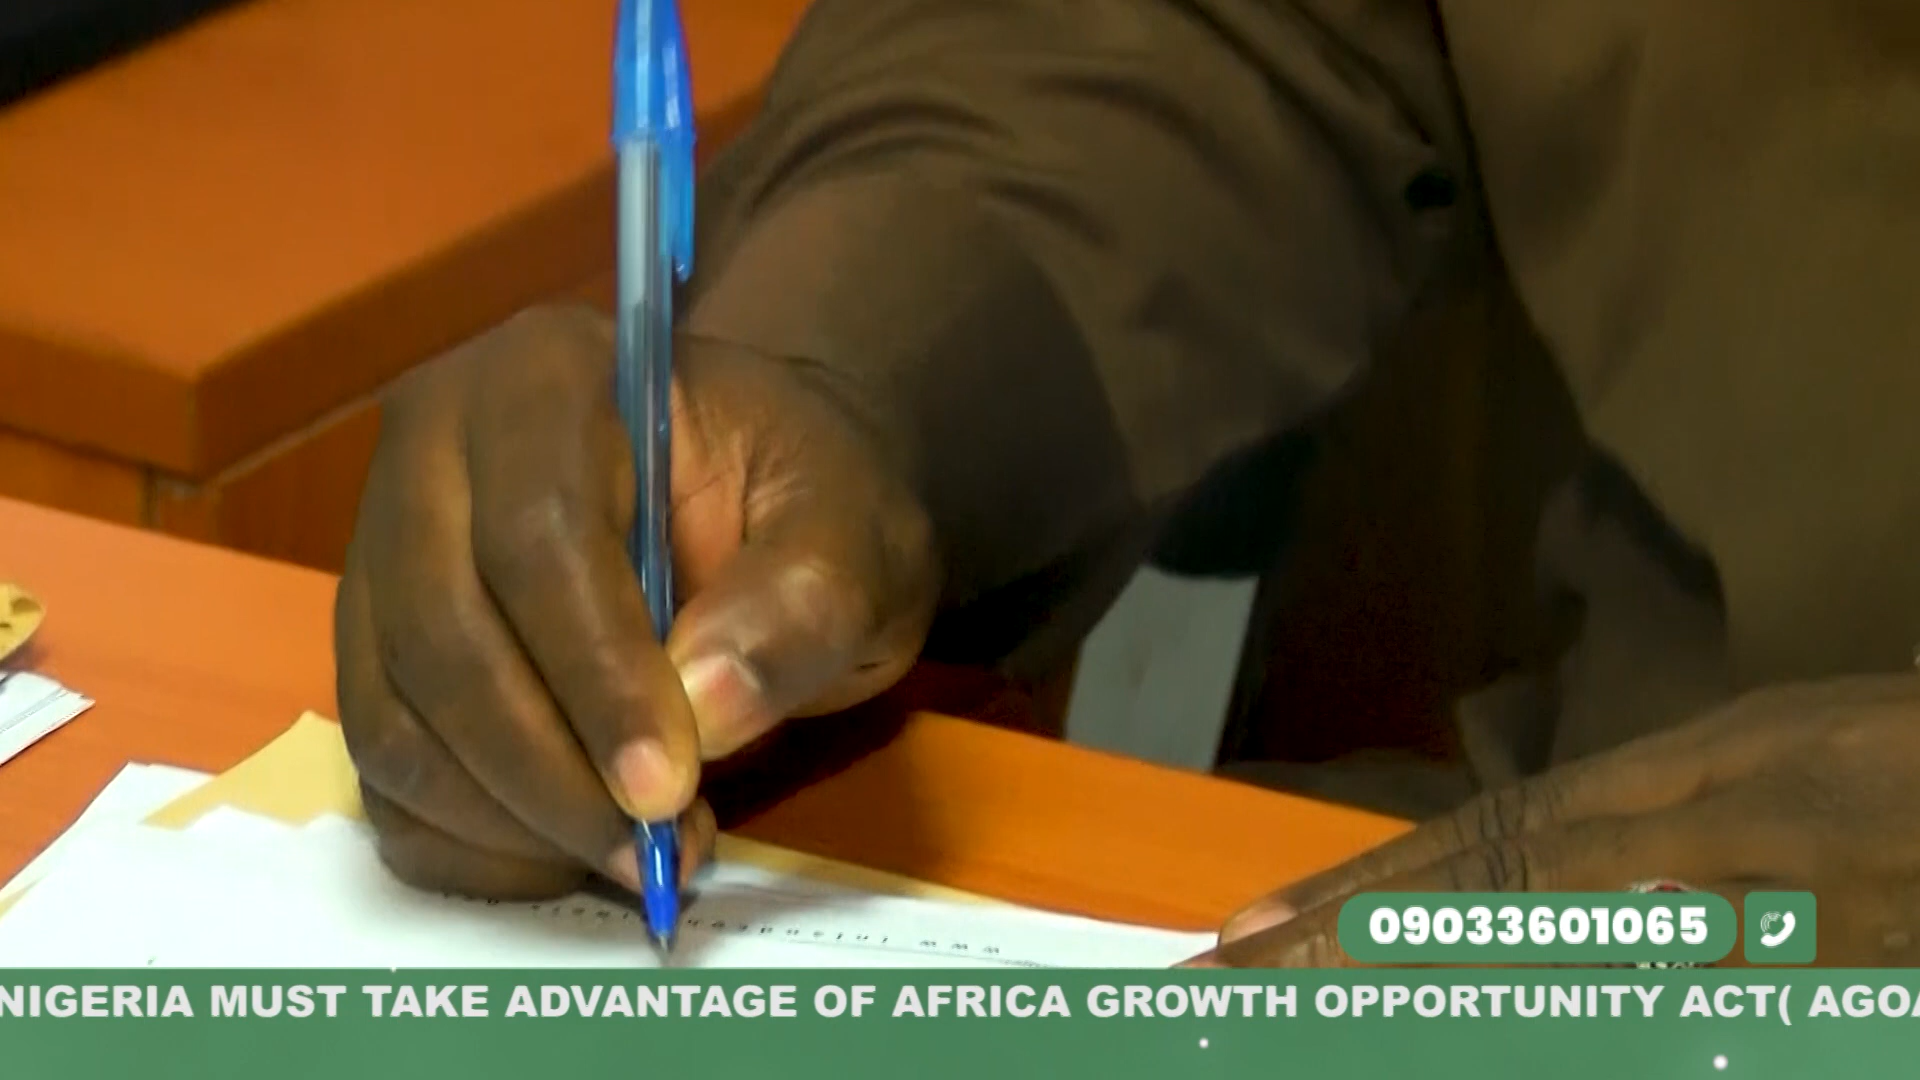 09033601065
NIGERIA MUST TAKE ADVANTAGE OF AFRICA GROWTH OPPORTUNITY ACT( AGOA